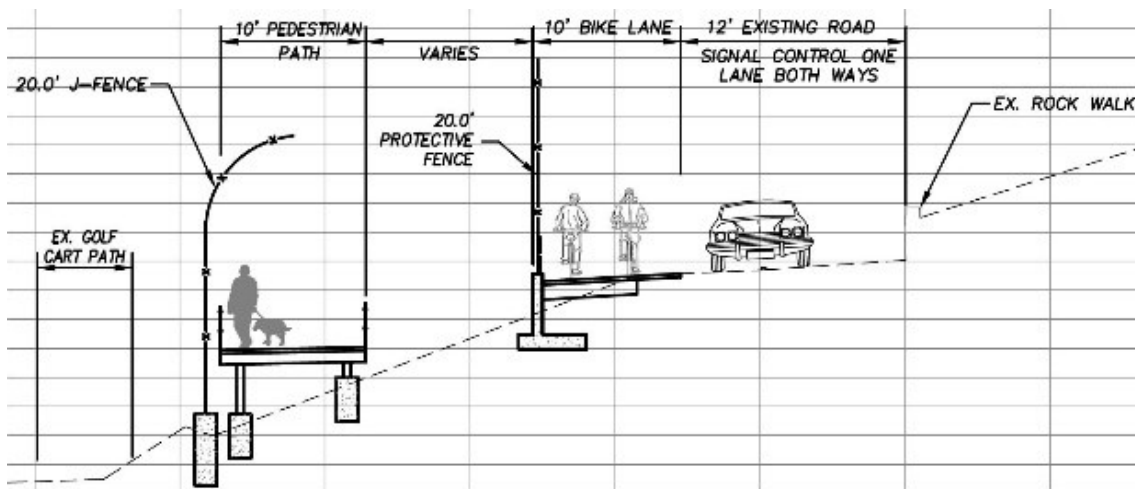 10' PEDESTRIAN
PATH
VARIES
10' BIKE LANE
12' EXISTING ROAD
SIGNAL CONTROL ONE
LANE BOTH WAYS
20.0' J-FENCE
20.0'
PROTECTIVE
FENCE
EX. ROCK WALK
EX. GOLF
CART PATH